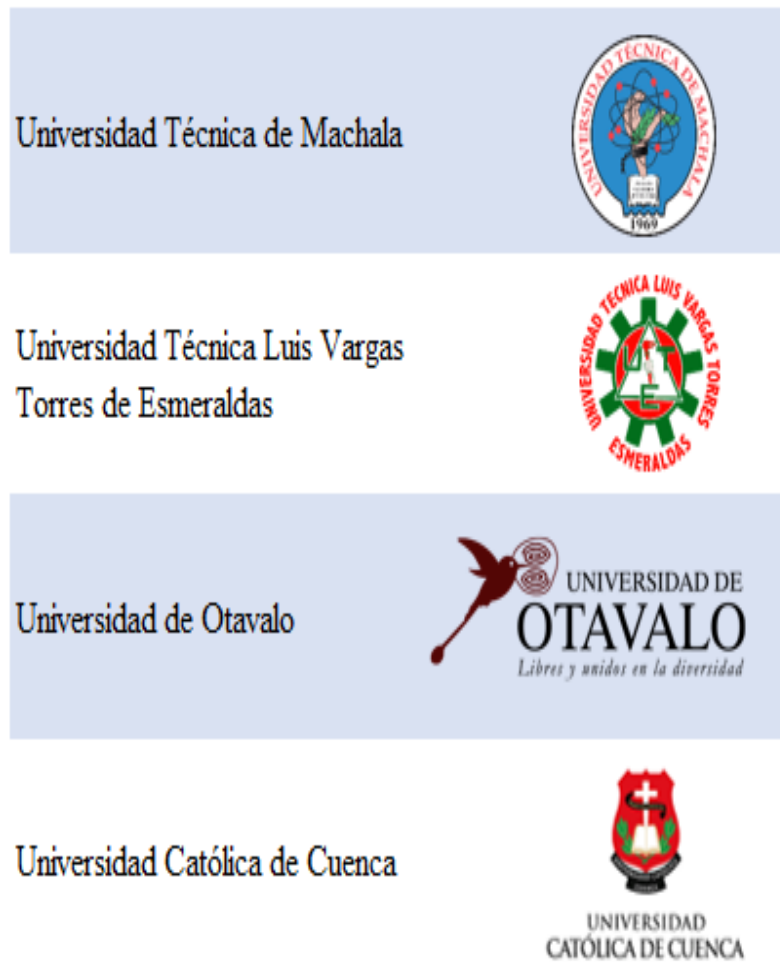 Universidad Técnica de Machala
UNIVERSIDAD TÉCNICA DE MACHALA
1969
Universidad Técnica Luis Vargas
Torres de Esmeraldas
UNIVERSIDAD TECNICA LUIS VARGAS TORRES
UTE
ESMERALDAS
Universidad de Otavalo
UNIVERSIDAD DE
OTAVALO
Libres y unidos en la diversidad
Universidad Católica de Cuenca
UNIVERSIDAD
CATÓLICA DE CUENCA